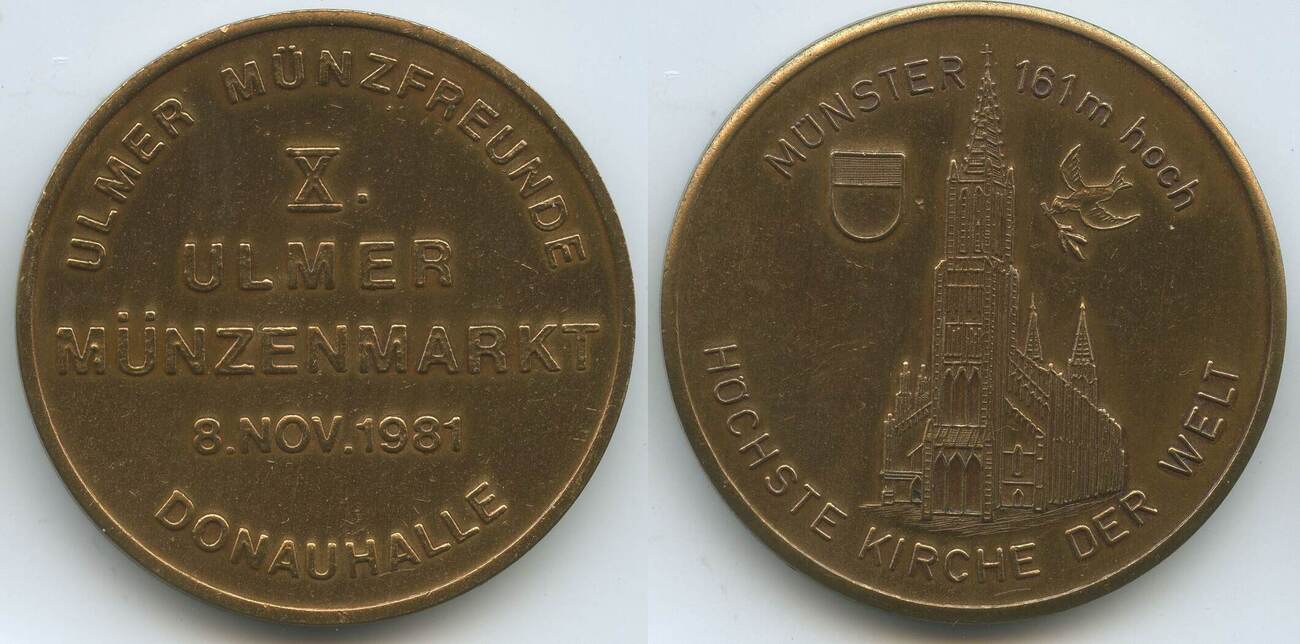 ULMER MÜNZFREUNDE
X.
ULMER
MÜNZENMARKT
8.NOV.1981
DONAUHALLE
MÜNSTER 161m hoch
HÖCHSTE KIRCHE DER WELT